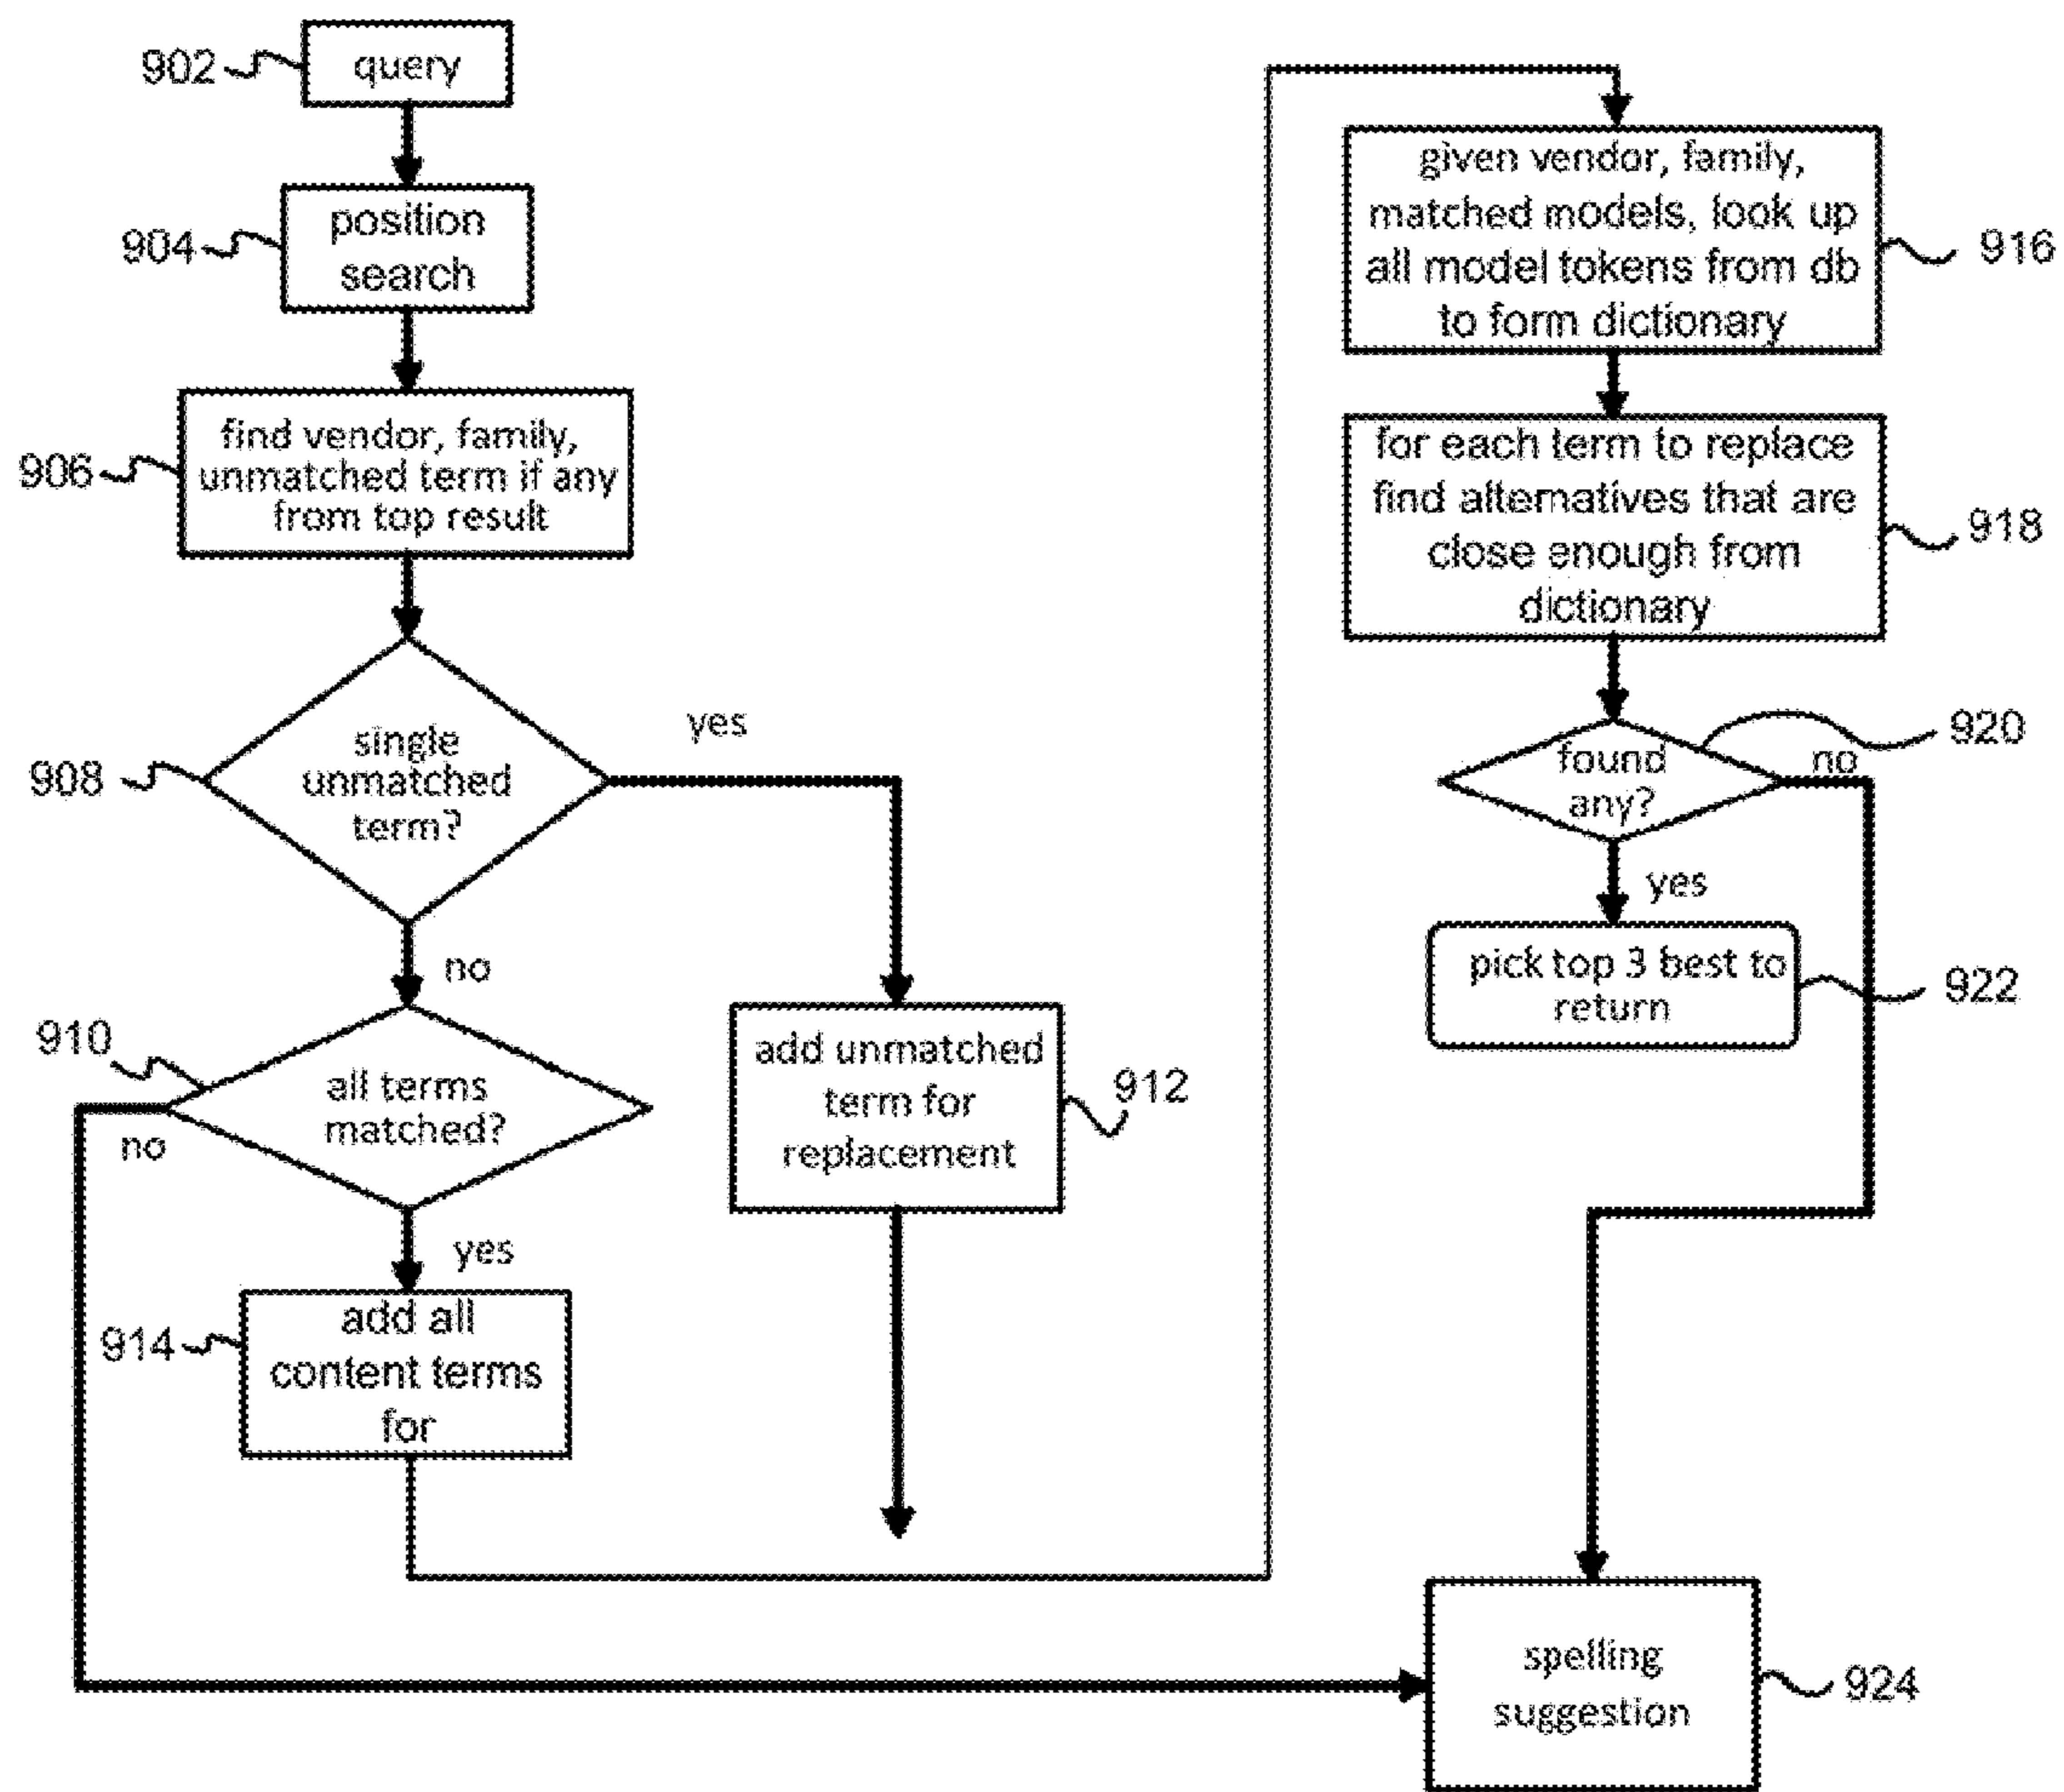 902
query
904
position
search
906
find vendor, family,
unmatched term if any
from top result
908
single
unmatched
term?
yes
no
910
all terms
matched?
no
yes
912
add unmatched
term for
replacement
914
add all
content terms
for
given vendor, family,
matched models, look up
all model tokens from db
to form dictionary
916
for each term to replace
find alternatives that are
close enough from
dictionary
918
920
found
any?
no
yes
pick top 3 best to
return
922
spelling
suggestion
924